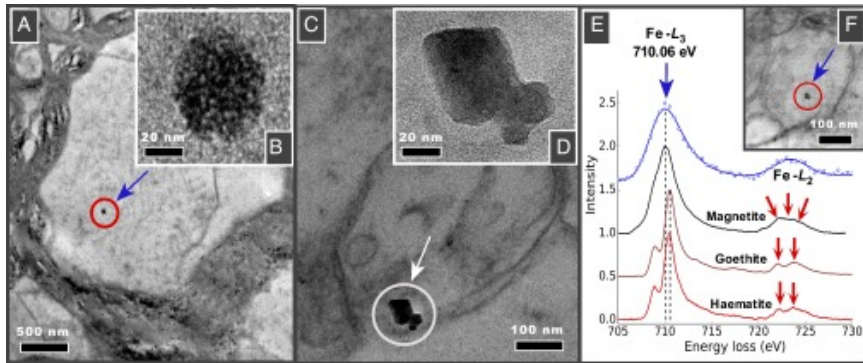 A
20 nm
B
500 nm
C
20 nm
D
100 nm
E
Fe-L3
710.06 eV
F
100 nm
Fe-L2
Magnetite
Goethite
Haematite
Intensity
2.5
2.0
1.5
1.0
0.5
0.0
705
710
715
720
725
730
Energy loss (eV)